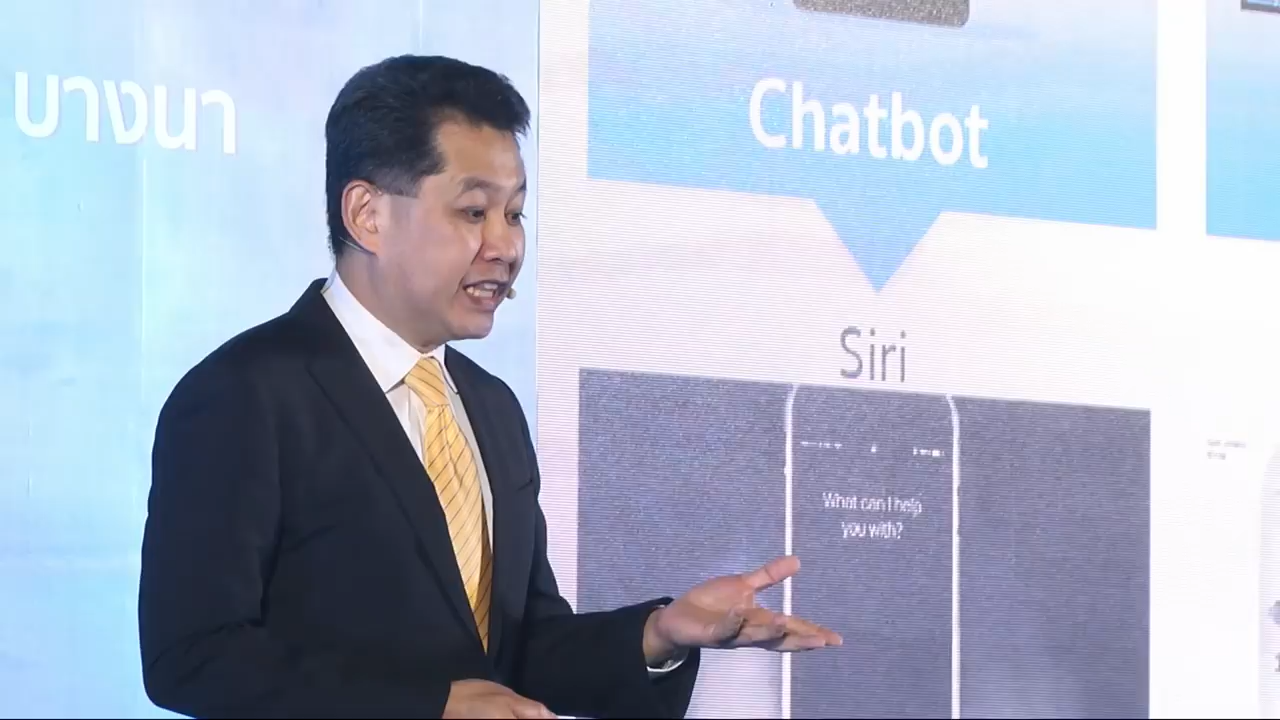 บางนา
Chatbot
Siri
What can I help
you with?